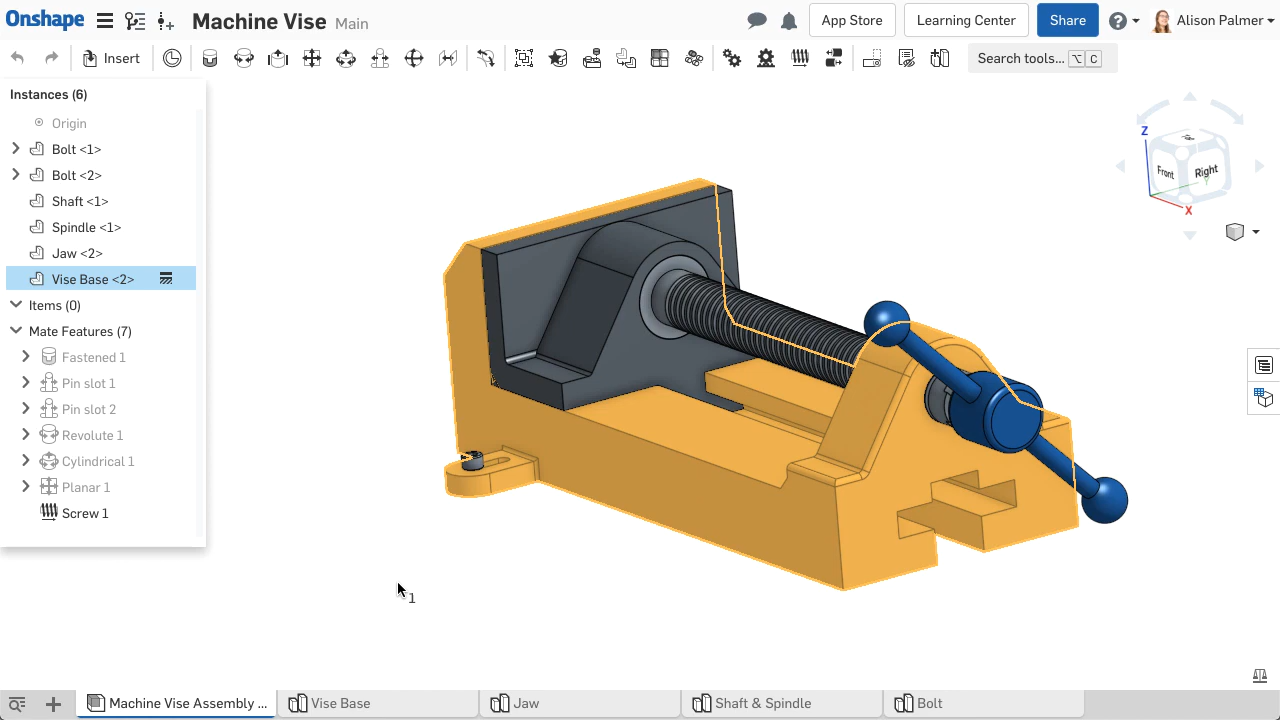 Onshape Machine Vise Main App Store Learning Center Share Alison Palmer
Insert Search tools... ⌥ C
Instances (6)
Origin
Bolt <1>
Bolt <2>
Shaft <1>
Spindle <1>
Jaw <2>
Vise Base <2>
Items (0)
Mate Features (7)
Fastened 1
Pin slot 1
Pin slot 2
Revolute 1
Cylindrical 1
Planar 1
Screw 1
Z
Front Right
Y
X
1
Machine Vise Assembly ... Vise Base Jaw Shaft & Spindle Bolt